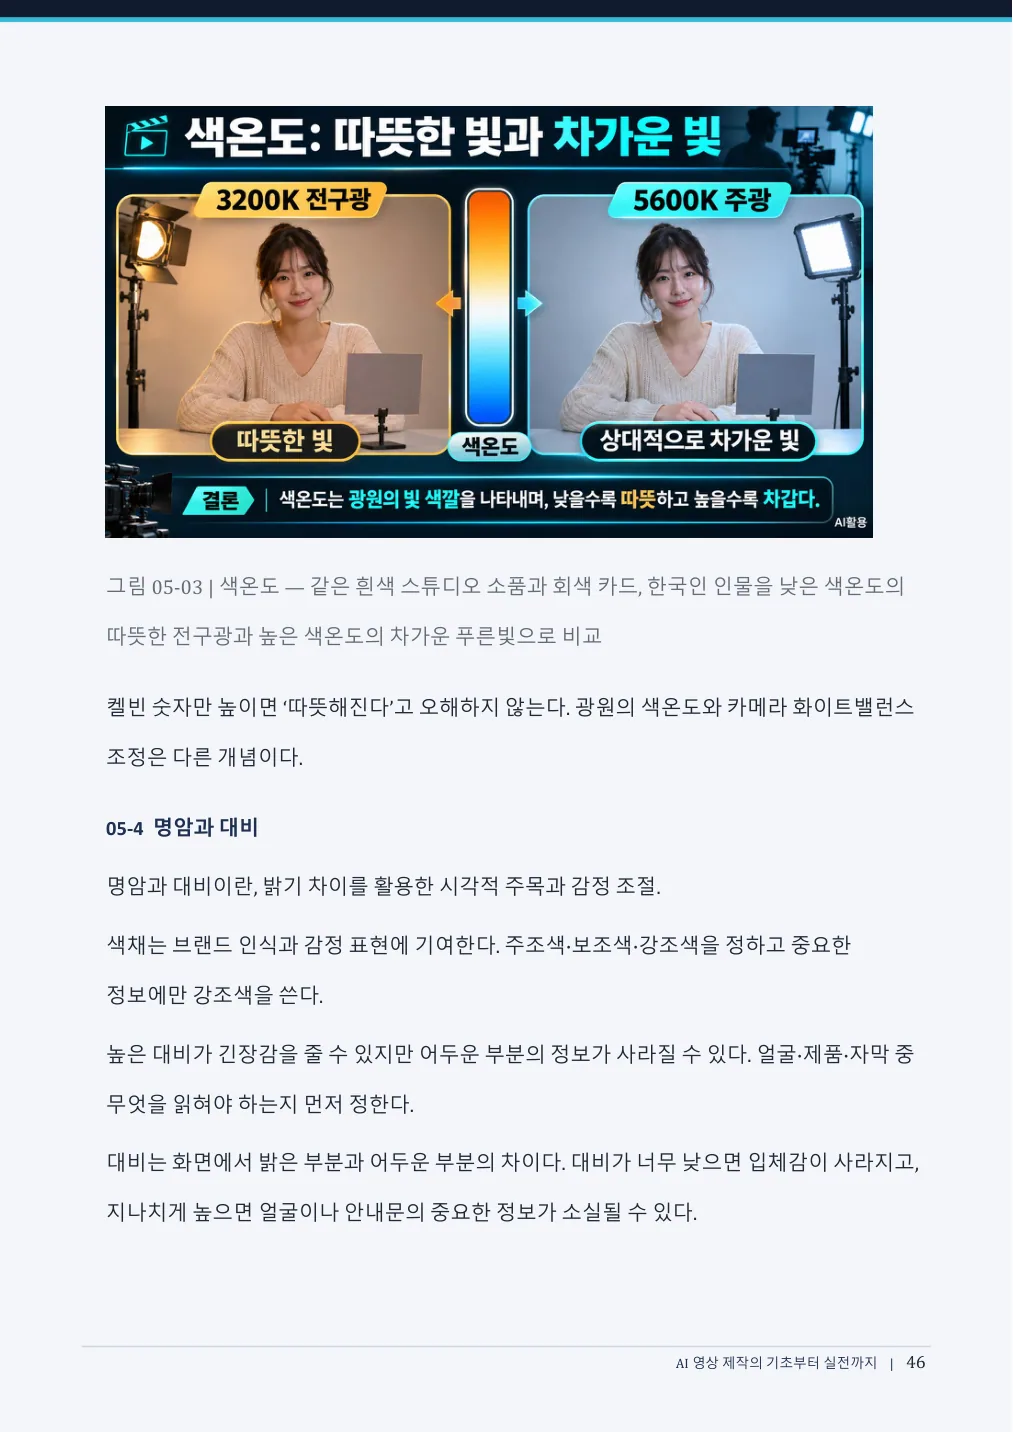 색온도: 따뜻한 빛과 차가운 빛
3200K 전구광
5600K 주광
따뜻한 빛
색온도
상대적으로 차가운 빛
결론 | 색온도는 광원의 빛 색깔을 나타내며, 낮을수록 따뜻하고 높을수록 차갑다.
AI활용
그림 05-03 | 색온도 — 같은 흰색 스튜디오 소품과 회색 카드, 한국인 인물을 낮은 색온도의
따뜻한 전구광과 높은 색온도의 차가운 푸른빛으로 비교
켈빈 숫자만 높이면 ‘따뜻해진다’고 오해하지 않는다. 광원의 색온도와 카메라 화이트밸런스
조정은 다른 개념이다.
05-4 명암과 대비
명암과 대비이란, 밝기 차이를 활용한 시각적 주목과 감정 조절.
색채는 브랜드 인식과 감정 표현에 기여한다. 주조색·보조색·강조색을 정하고 중요한
정보에만 강조색을 쓴다.
높은 대비가 긴장감을 줄 수 있지만 어두운 부분의 정보가 사라질 수 있다. 얼굴·제품·자막 중
무엇을 읽혀야 하는지 먼저 정한다.
대비는 화면에서 밝은 부분과 어두운 부분의 차이다. 대비가 너무 낮으면 입체감이 사라지고,
지나치게 높으면 얼굴이나 안내문의 중요한 정보가 소실될 수 있다.
AI 영상 제작의 기초부터 실전까지 | 46